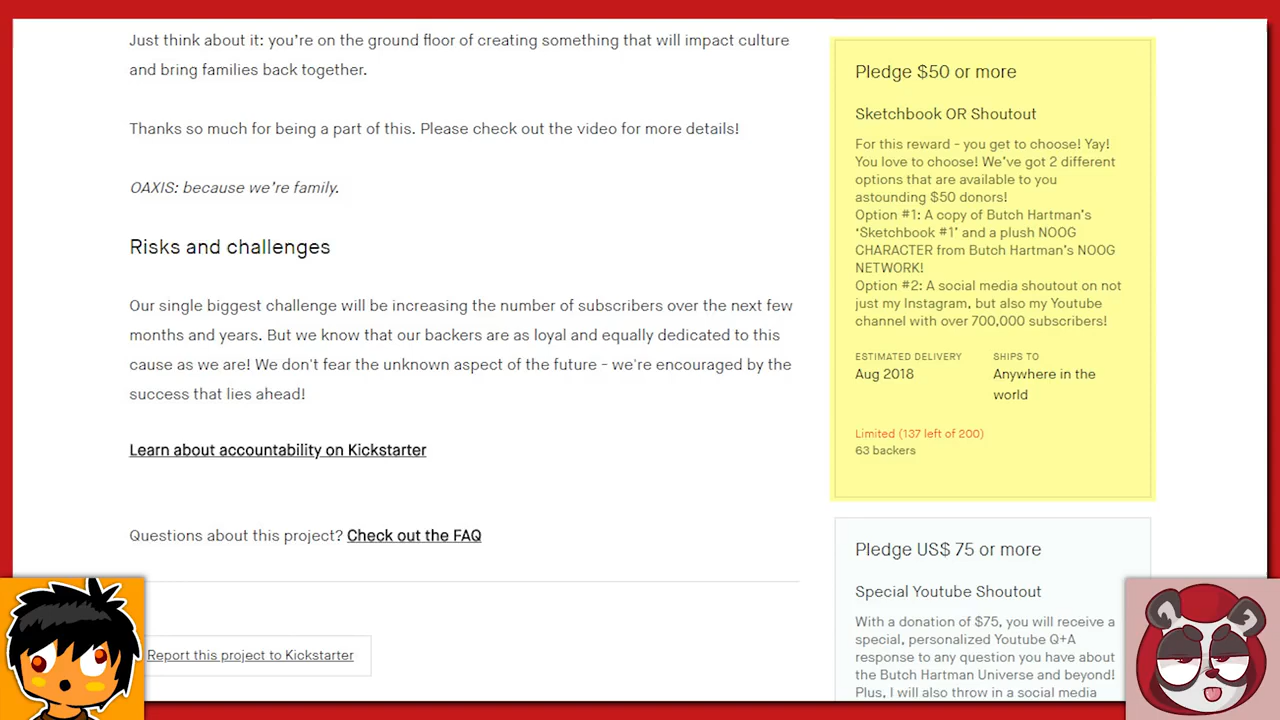 Just think about it: you're on the ground floor of creating something that will impact culture
and bring families back together.
Thanks so much for being a part of this. Please check out the video for more details!
OAXIS: because we're family.
Risks and challenges
Our single biggest challenge will be increasing the number of subscribers over the next few
months and years. But we know that our backers are as loyal and equally dedicated to this
cause as we are! We don't fear the unknown aspect of the future - we're encouraged by the
success that lies ahead!
Learn about accountability on Kickstarter
Questions about this project? Check out the FAQ
Report this project to Kickstarter
Pledge $50 or more
Sketchbook OR Shoutout
For this reward - you get to choose! Yay!
You love to choose! We've got 2 different
options that are available to you
astounding $50 donors!
Option #1: A copy of Butch Hartman's
'Sketchbook #1' and a plush NOOG
CHARACTER from Butch Hartman's NOOG
NETWORK!
Option #2: A social media shoutout on not
just my Instagram, but also my Youtube
channel with over 700,000 subscribers!
ESTIMATED DELIVERY
Aug 2018
SHIPS TO
Anywhere in the
world
Limited (137 left of 200)
63 backers
Pledge US$ 75 or more
Special Youtube Shoutout
With a donation of $75, you will receive a
special, personalized Youtube Q+A
response to any question you have about
the Butch Hartman Universe and beyond!
Plus, I will also throw in a social media